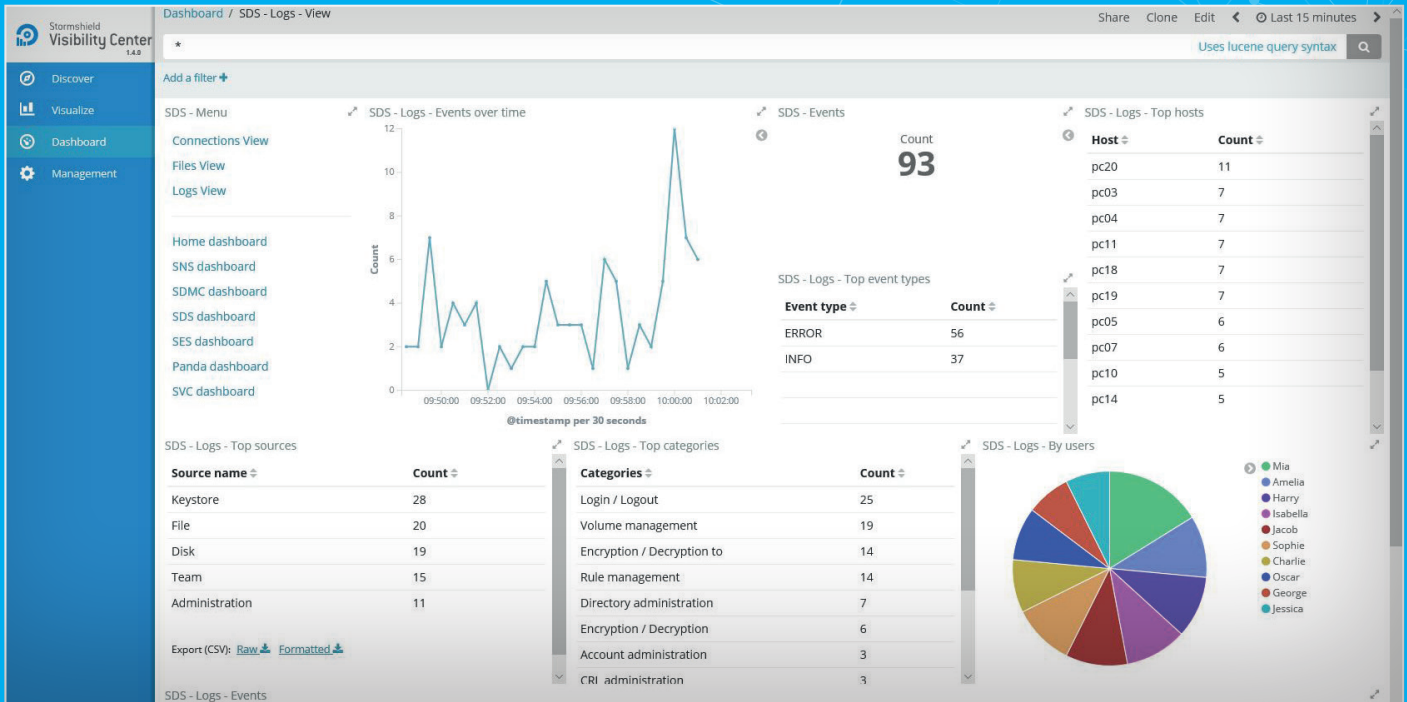 Stormshield
Visibility Center
1.4.0
Discover
Visualize
Dashboard
Management
Dashboard / SDS - Logs - View
Share Clone Edit Last 15 minutes
*
Uses lucene query syntax
Add a filter +
SDS - Menu
Connections View
Files View
Logs View
Home dashboard
SNS dashboard
SDMC dashboard
SDS dashboard
SES dashboard
Panda dashboard
SVC dashboard
SDS - Logs - Events over time
12
10
8
6
4
2
0
Count
09:50:00 09:52:00 09:54:00 09:56:00 09:58:00 10:00:00 10:02:00
@timestamp per 30 seconds
SDS - Events
Count
93
SDS - Logs - Top event types
Event type Count
ERROR 56
INFO 37
SDS - Logs - Top hosts
Host Count
pc20 11
pc03 7
pc04 7
pc11 7
pc18 7
pc19 7
pc05 6
pc07 6
pc10 5
pc14 5
SDS - Logs - Top sources
Source name Count
Keystore 28
File 20
Disk 19
Team 15
Administration 11
Export (CSV): Raw Formatted
SDS - Logs - Top categories
Categories Count
Login / Logout 25
Volume management 19
Encryption / Decryption to 14
Rule management 14
Directory administration 7
Encryption / Decryption 6
Account administration 3
CRL administration 3
SDS - Logs - By users
Mia
Amelia
Harry
Isabella
Jacob
Sophie
Charlie
Oscar
George
Jessica
SDS - Logs - Events